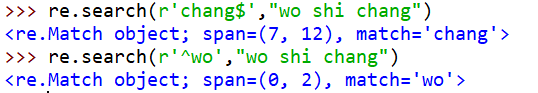 >>> re.search(r'chang$',"wo shi chang")
<re.Match object; span=(7, 12), match='chang'>
>>> re.search(r'^wo',"wo shi chang")
<re.Match object; span=(0, 2), match='wo'>